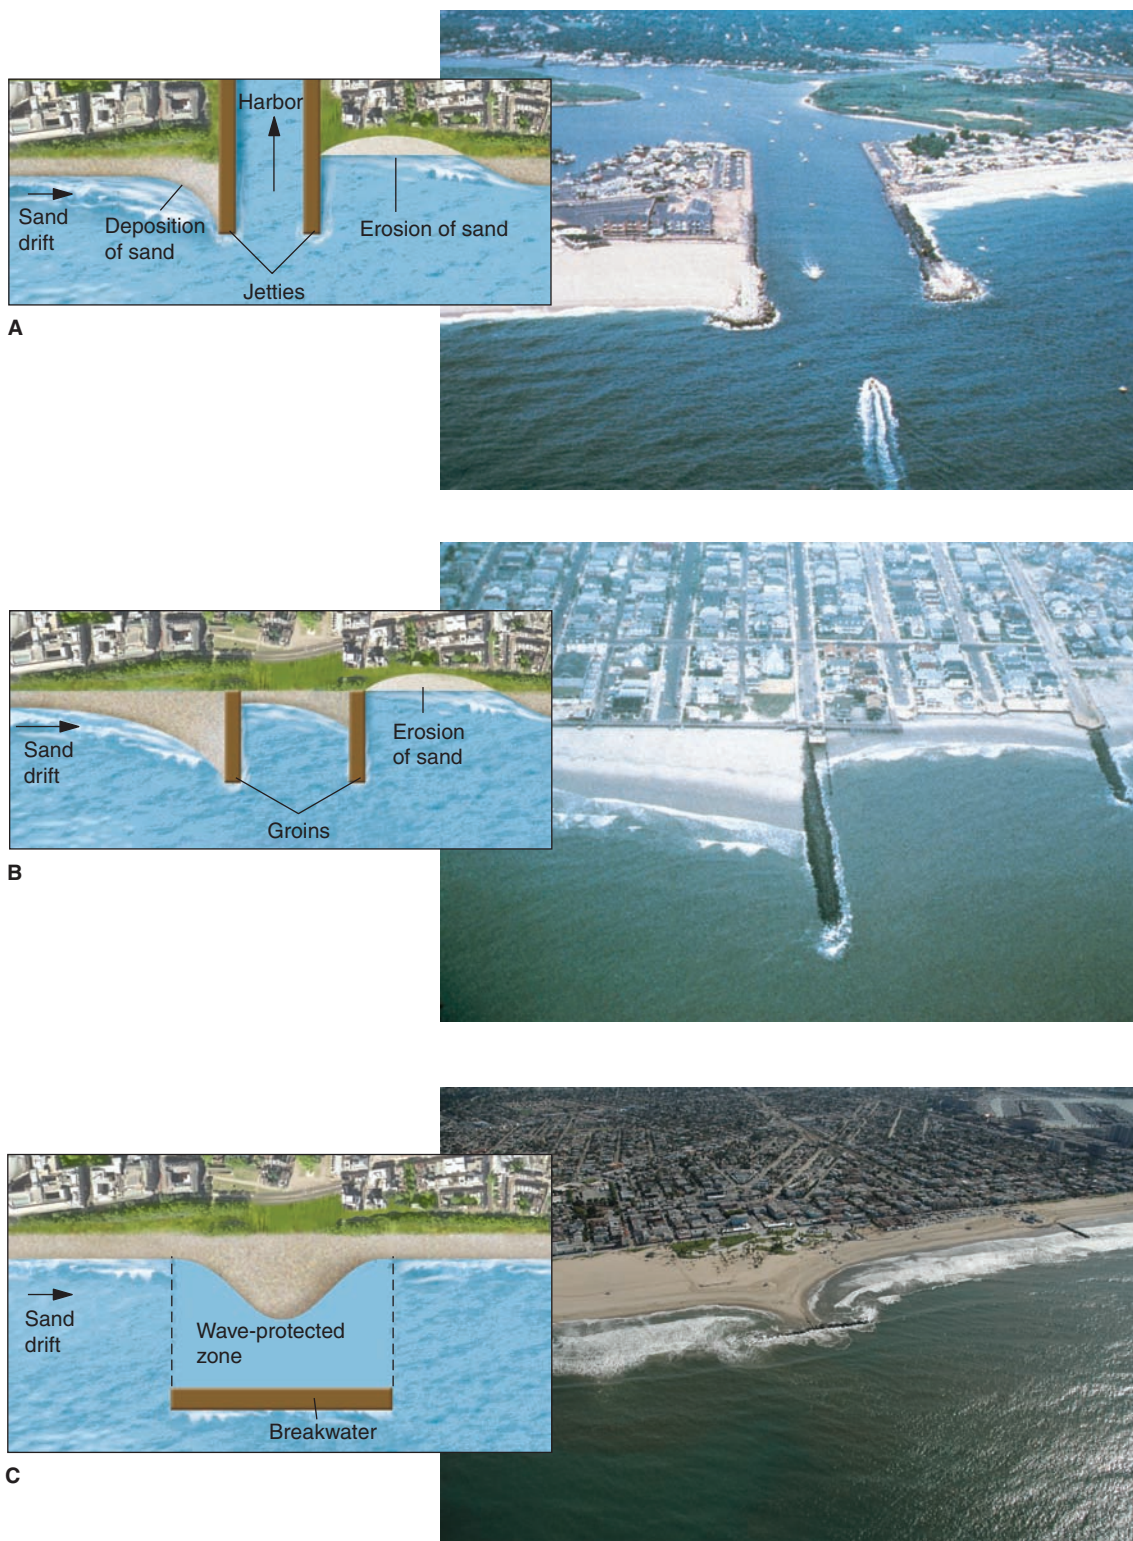 Harbor
Sand
drift
Deposition
of sand
Erosion of sand
Jetties
A
Sand
drift
Erosion
of sand
Groins
B
Sand
drift
Wave-protected
zone
Breakwater
C